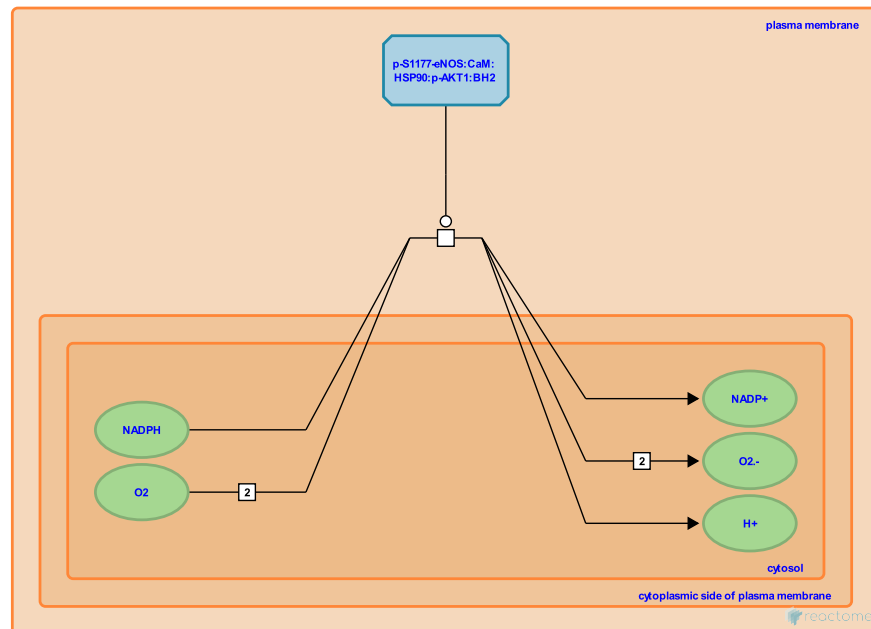 plasma membrane
p-S1177-eNOS:CaM:
HSP90:p-AKT1:BH2
NADPH
NADP+
O2
2
2
O2.-
H+
cytosol
cytoplasmic side of plasma membrane
reactome